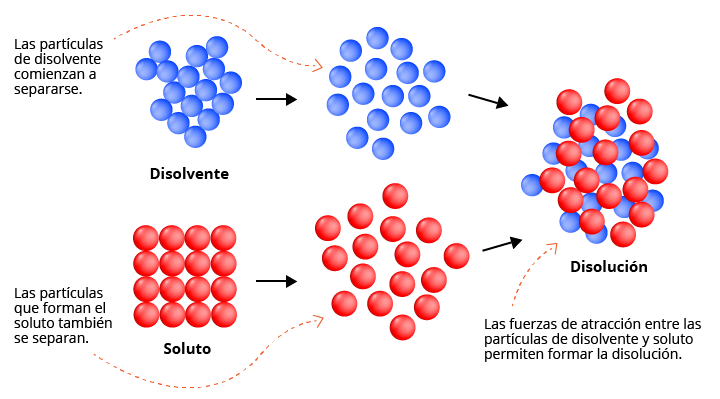 Las partículas
de disolvente
comienzan a
separarse.
Disolvente
Las partículas
que forman el
soluto también
se separan.
Soluto
Disolución
Las fuerzas de atracción entre las
partículas de disolvente y soluto
permiten formar la disolución.